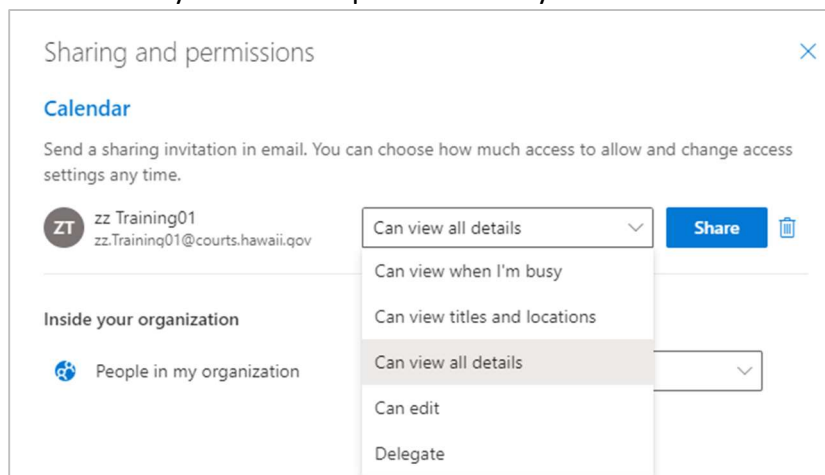 Sharing and permissions
Calendar
Send a sharing invitation in email. You can choose how much access to allow and change access
settings any time.
ZT
zz Training01
zz.Training01@courts.hawaii.gov
Can view all details
Share
Can view when I'm busy
Can view titles and locations
Can view all details
Can edit
Delegate
Inside your organization
People in my organization